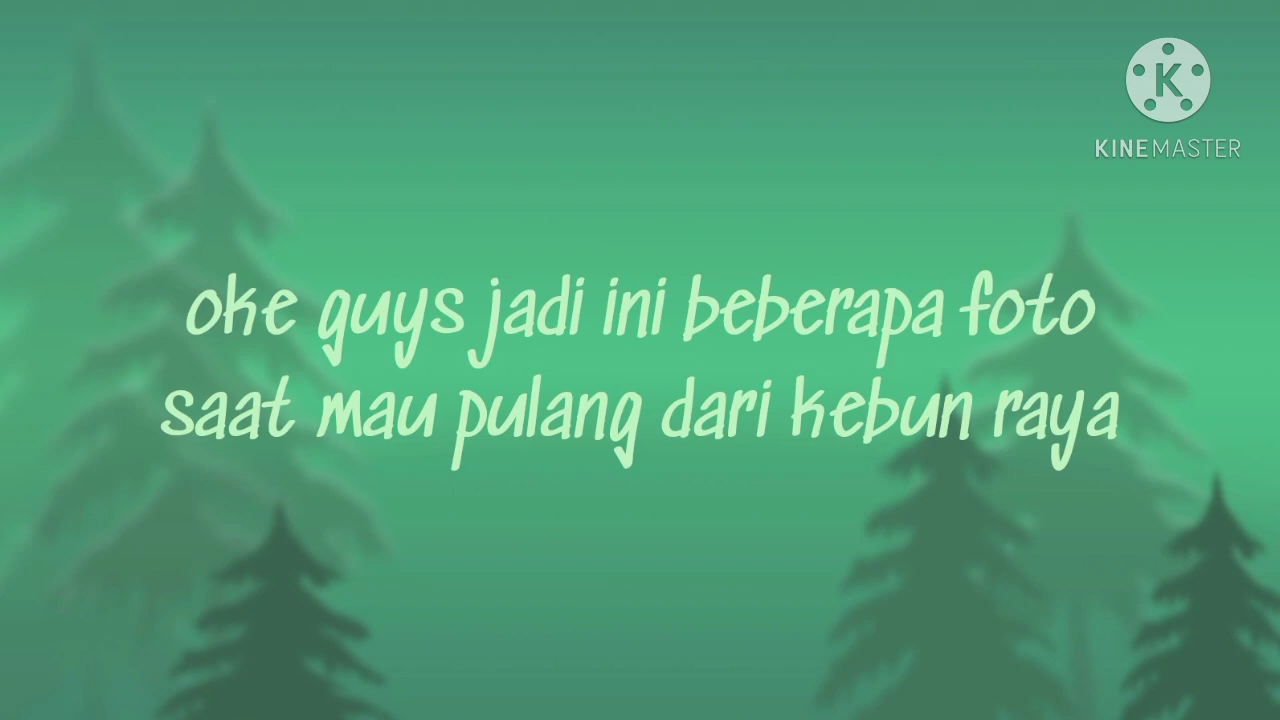 K
KINEMASTER
oke guys jadi ini beberapa foto
saat mau pulang dari kebun raya